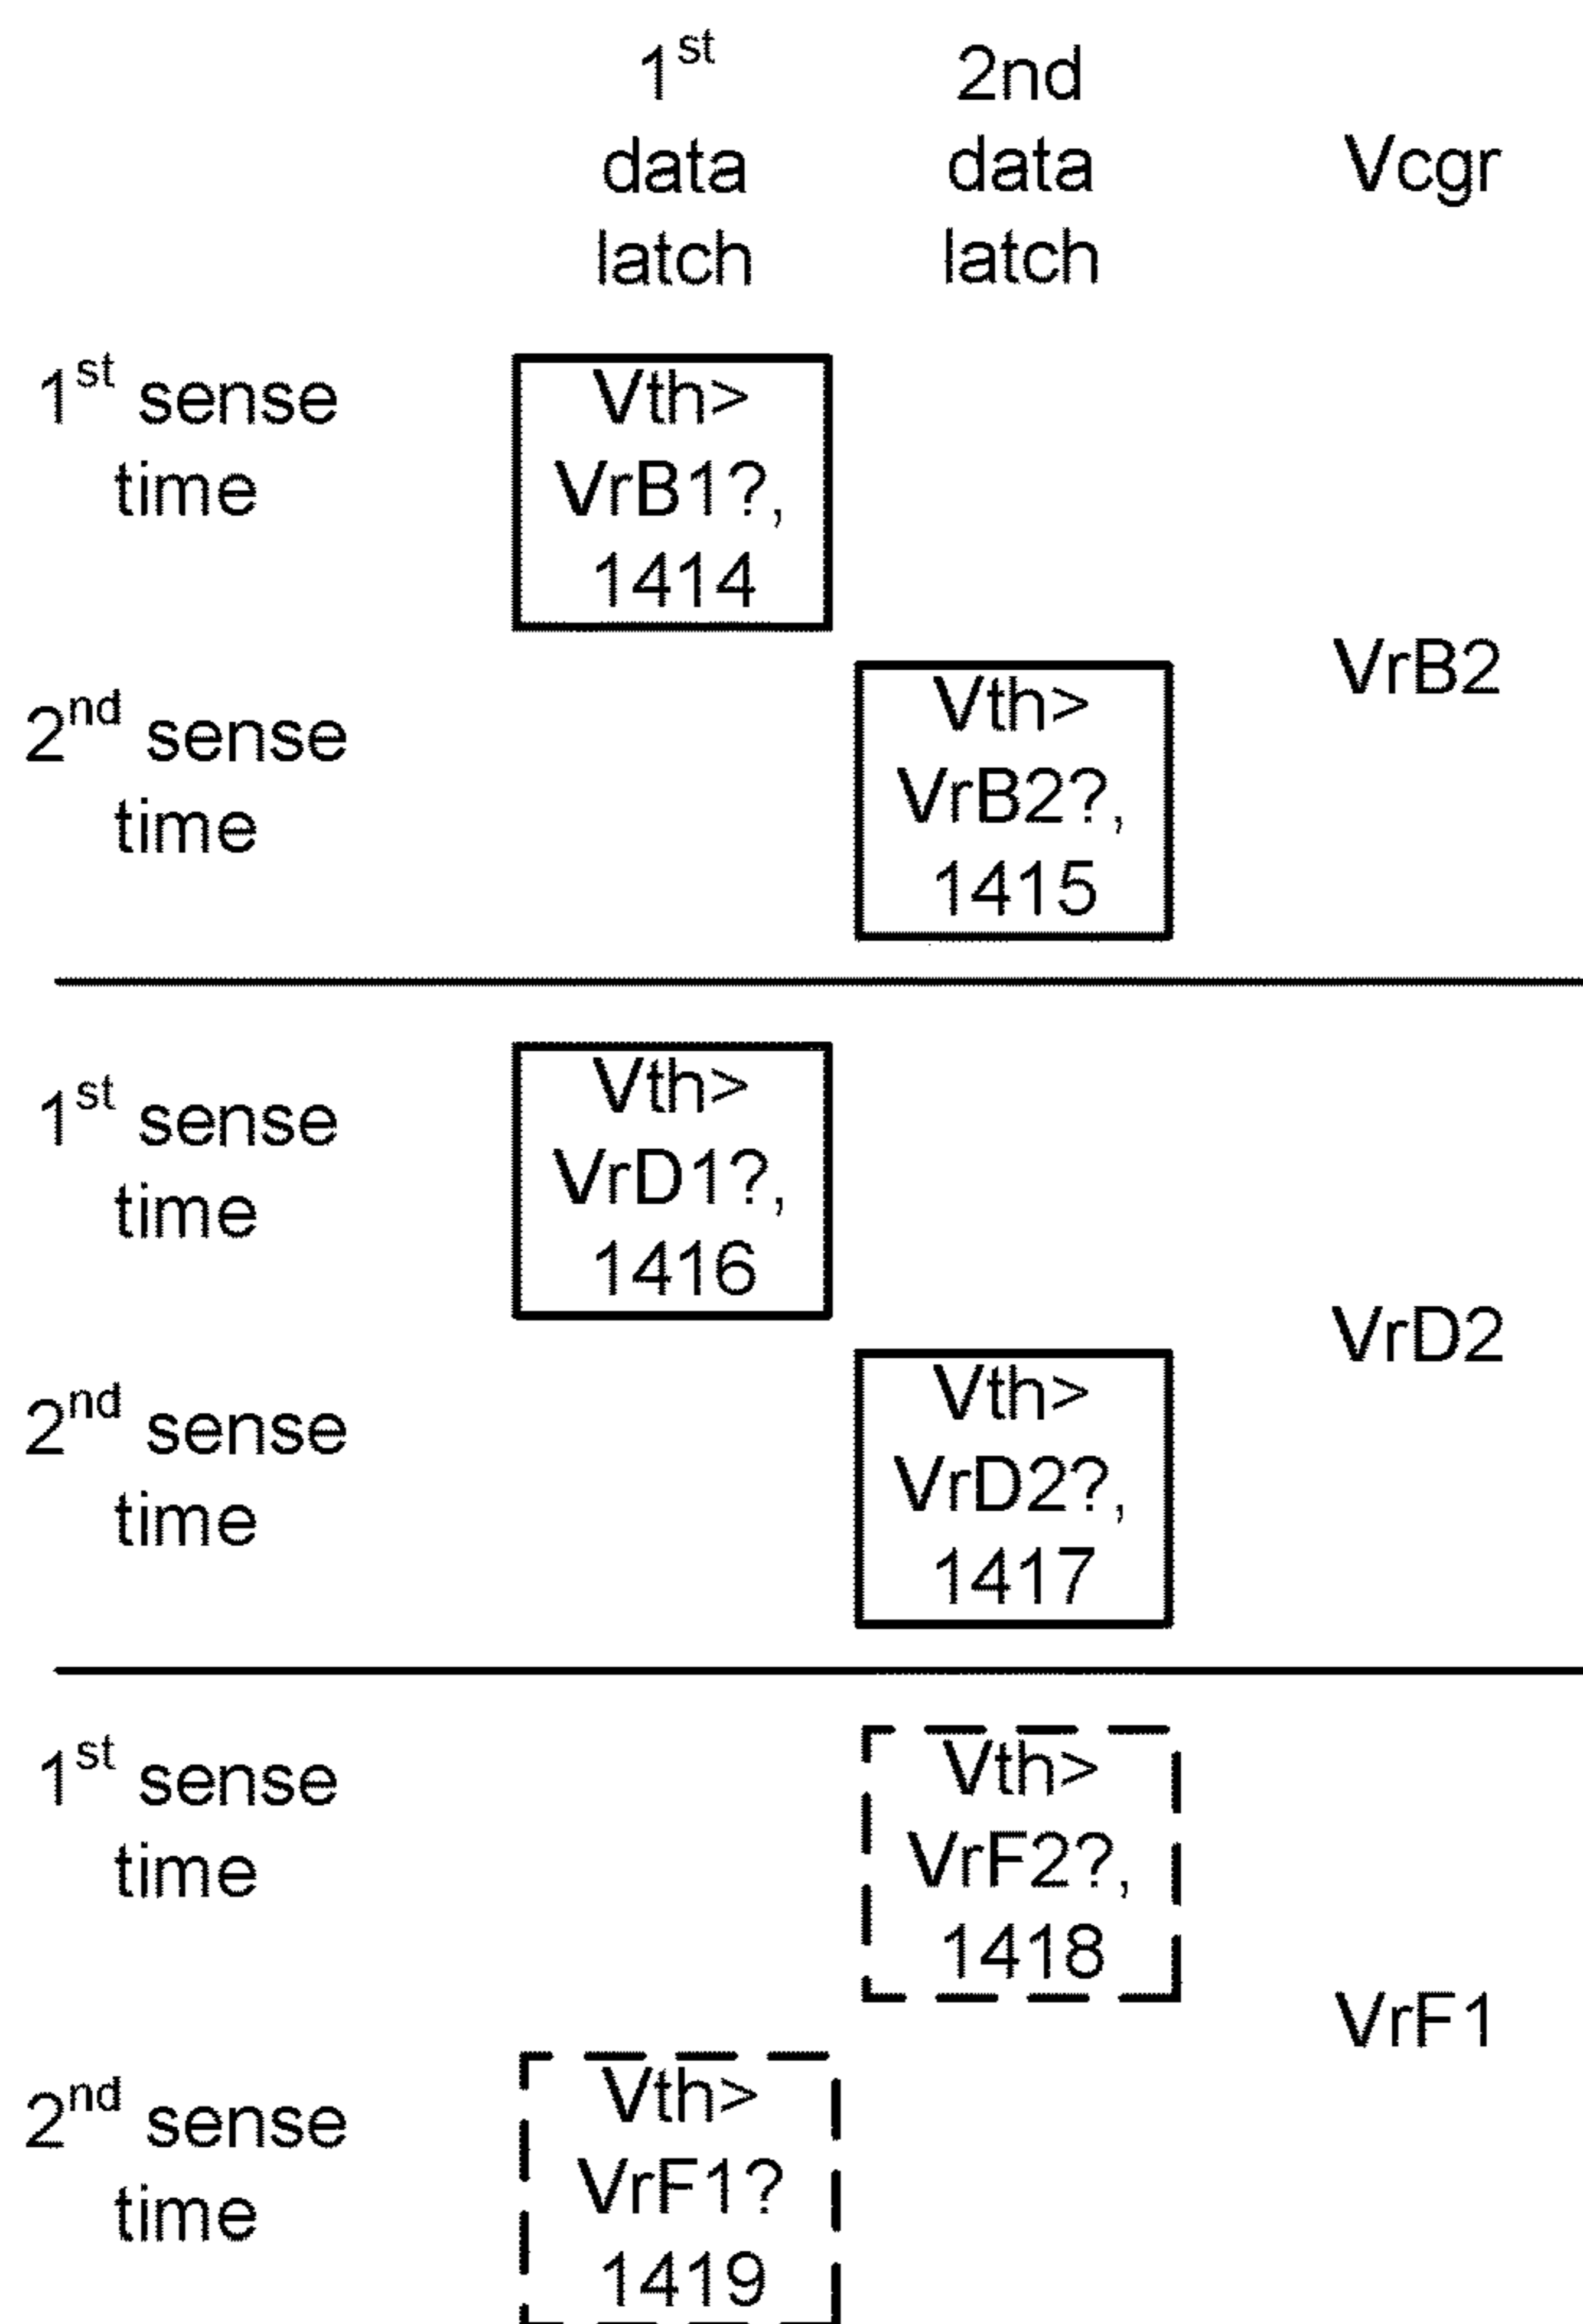 1st
data
latch
2nd
data
latch
Vcgr
1st sense
time
Vth>
VrB1?,
1414
VrB2
2nd sense
time
Vth>
VrB2?,
1415
1st sense
time
Vth>
VrD1?,
1416
VrD2
2nd sense
time
Vth>
VrD2?,
1417
1st sense
time
Vth>
VrF2?,
1418
VrF1
2nd sense
time
Vth>
VrF1?
1419